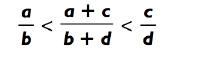 a/b < (a + c)/(b + d) < c/d